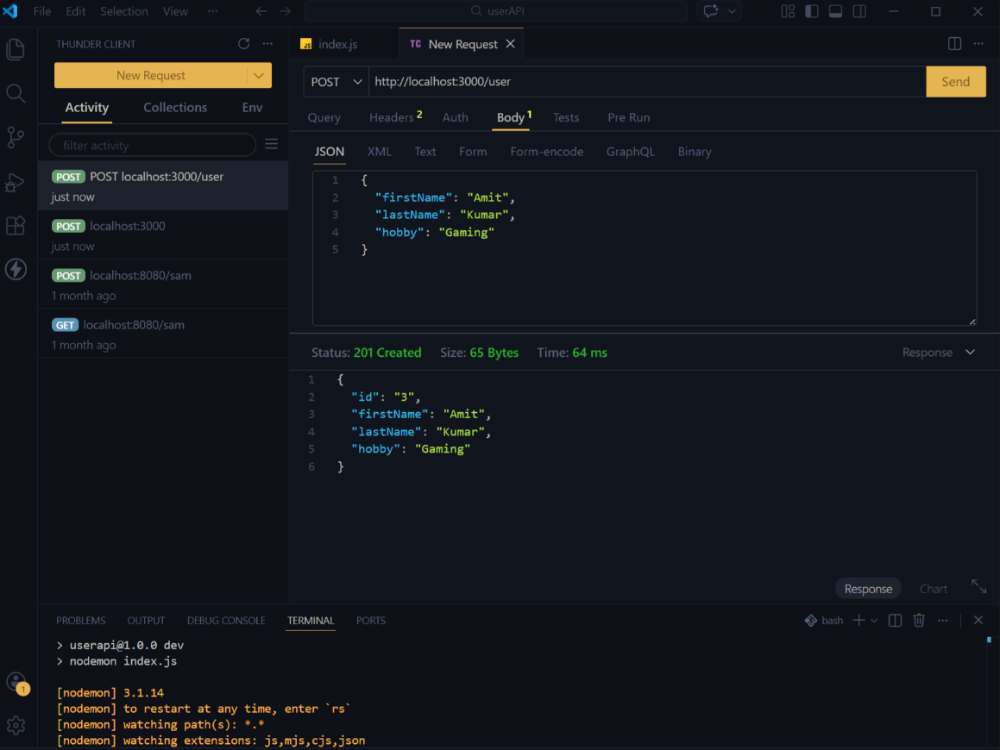 File Edit Selection View ··· userAPI
THUNDER CLIENT ···
New Request
Activity Collections Env
filter activity
POST POST localhost:3000/user
just now
POST localhost:3000
just now
POST localhost:8080/sam
1 month ago
GET localhost:8080/sam
1 month ago
JS index.js TC New Request
POST http://localhost:3000/user Send
Query Headers 2 Auth Body 1 Tests Pre Run
JSON XML Text Form Form-encode GraphQL Binary
1 {
2 "firstName": "Amit",
3 "lastName": "Kumar",
4 "hobby": "Gaming"
5 }
Status: 201 Created Size: 65 Bytes Time: 64 ms Response
1 {
2 "id": "3",
3 "firstName": "Amit",
4 "lastName": "Kumar",
5 "hobby": "Gaming"
6 }
Response Chart
PROBLEMS OUTPUT DEBUG CONSOLE TERMINAL PORTS bash ···
> userapi@1.0.0 dev
> nodemon index.js
[nodemon] 3.1.14
[nodemon] to restart at any time, enter `rs`
[nodemon] watching path(s): *.*
[nodemon] watching extensions: js,mjs,cjs,json
1